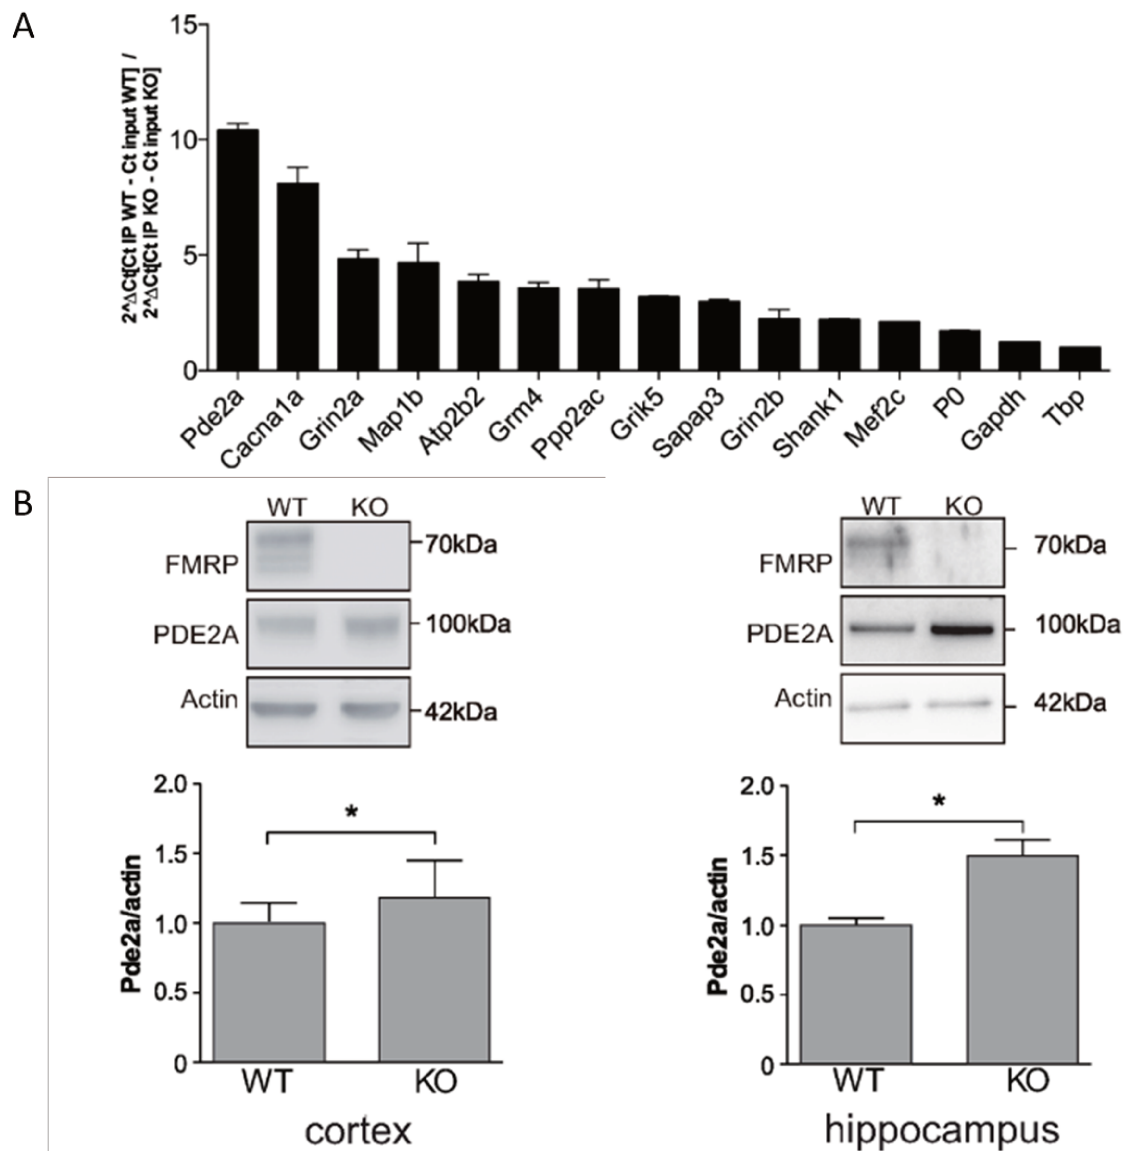 A
2^ΔCt[Ct IP WT - Ct input WT] /
2^ΔCt[Ct IP KO - Ct input KO]
15
10
5
0
Pde2a Cacna1a Grin2a Map1b Atp2b2 Grm4 Ppp2ac Grik5 Sapap3 Grin2b Shank1 Mef2c P0 Gapdh Tbp
B
WT KO
FMRP 70kDa
PDE2A 100kDa
Actin 42kDa
Pde2a/actin
2.0
*
1.5
1.0
0.5
0
WT KO
cortex
WT KO
FMRP 70kDa
PDE2A 100kDa
Actin 42kDa
Pde2a/actin
2.0
*
1.5
1.0
0.5
0
WT KO
hippocampus